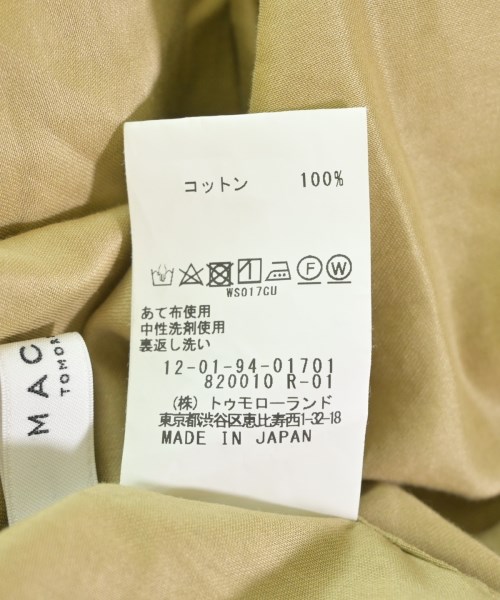 コットン 100%
F W
WS017CU
あて布使用
中性洗剤使用
裏返し洗い
12-01-94-01701
820010 R-01
(株) トゥモローランド
東京都渋谷区恵比寿西1-32-18
MADE IN JAPAN
MAC
TOMOR